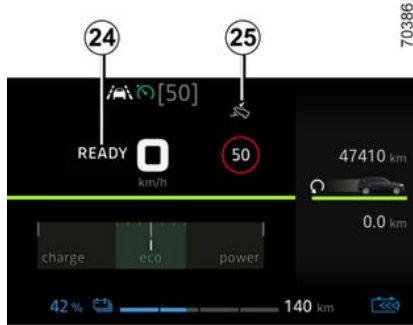 70386
24 25
[50]
READY 0 50
km/h
47410 km
0.0 km
charge eco power
42 % 140 km